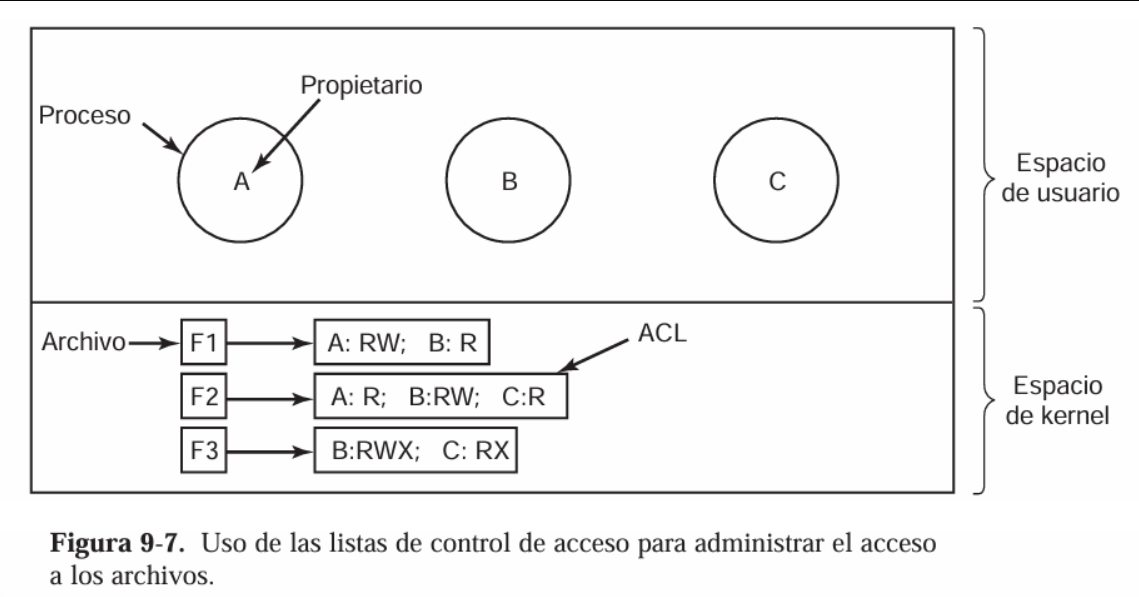 Propietario
Proceso
A
B
C
Espacio
de usuario
Archivo
F1
A: RW; B: R
ACL
F2
A: R; B:RW; C:R
F3
B:RWX; C: RX
Espacio
de kernel
Figura 9-7. Uso de las listas de control de acceso para administrar el acceso
a los archivos.